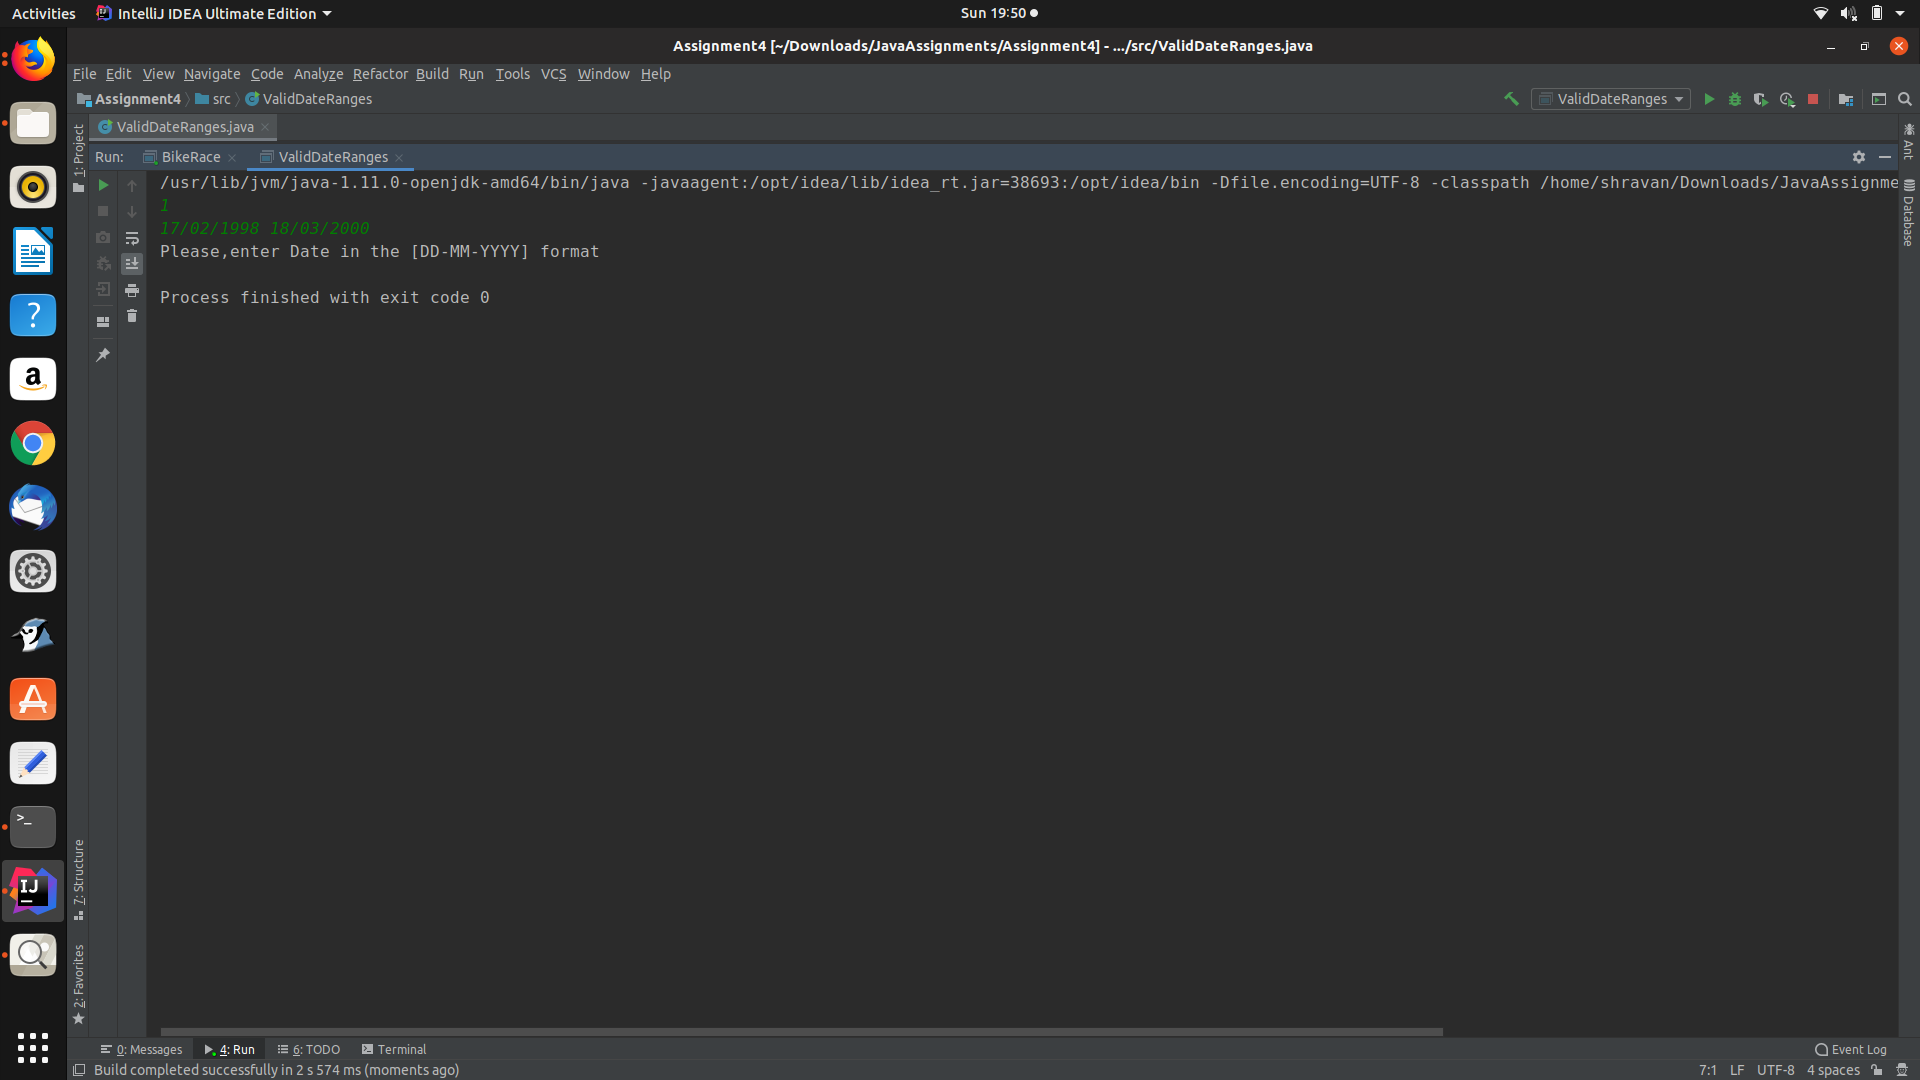 Activities IntelliJ IDEA Ultimate Edition Sun 19:50
Assignment4 [~/Downloads/JavaAssignments/Assignment4] - .../src/ValidDateRanges.java
File Edit View Navigate Code Analyze Refactor Build Run Tools VCS Window Help
Assignment4 src ValidDateRanges ValidDateRanges
ValidDateRanges.java
Run: BikeRace ValidDateRanges
/usr/lib/jvm/java-1.11.0-openjdk-amd64/bin/java -javaagent:/opt/idea/lib/idea_rt.jar=38693:/opt/idea/bin -Dfile.encoding=UTF-8 -classpath /home/shravan/Downloads/JavaAssignme
1
17/02/1998 18/03/2000
Please,enter Date in the [DD-MM-YYYY] format
Process finished with exit code 0
1: Project
7: Structure
2: Favorites
Ant
Database
0: Messages 4: Run 6: TODO Terminal Event Log
Build completed successfully in 2 s 574 ms (moments ago) 7:1 LF UTF-8 4 spaces